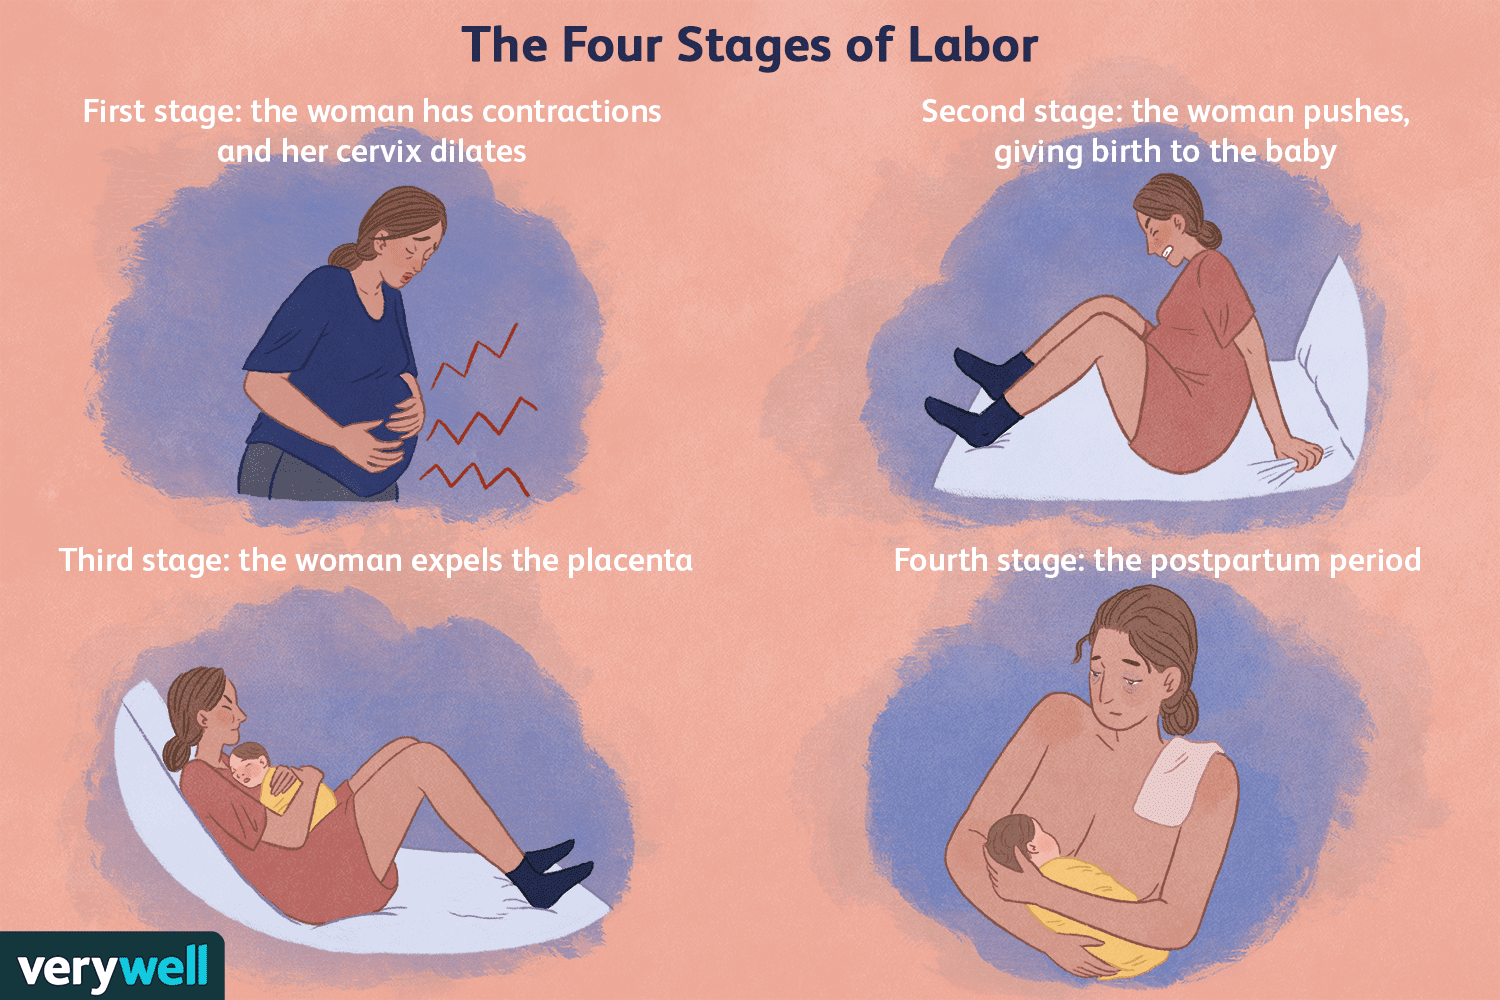 The Four Stages of Labor
First stage: the woman has contractions
and her cervix dilates
Second stage: the woman pushes,
giving birth to the baby
Third stage: the woman expels the placenta
Fourth stage: the postpartum period
verywell